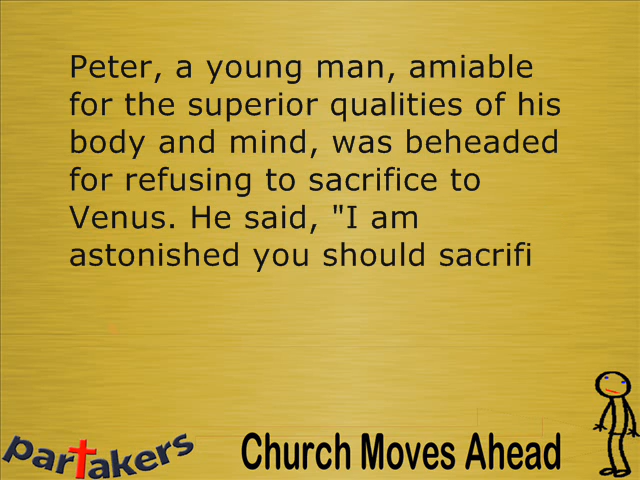 Peter, a young man, amiable
for the superior qualities of his
body and mind, was beheaded
for refusing to sacrifice to
Venus. He said, "I am
astonished you should sacrifi
partakers
Church Moves Ahead